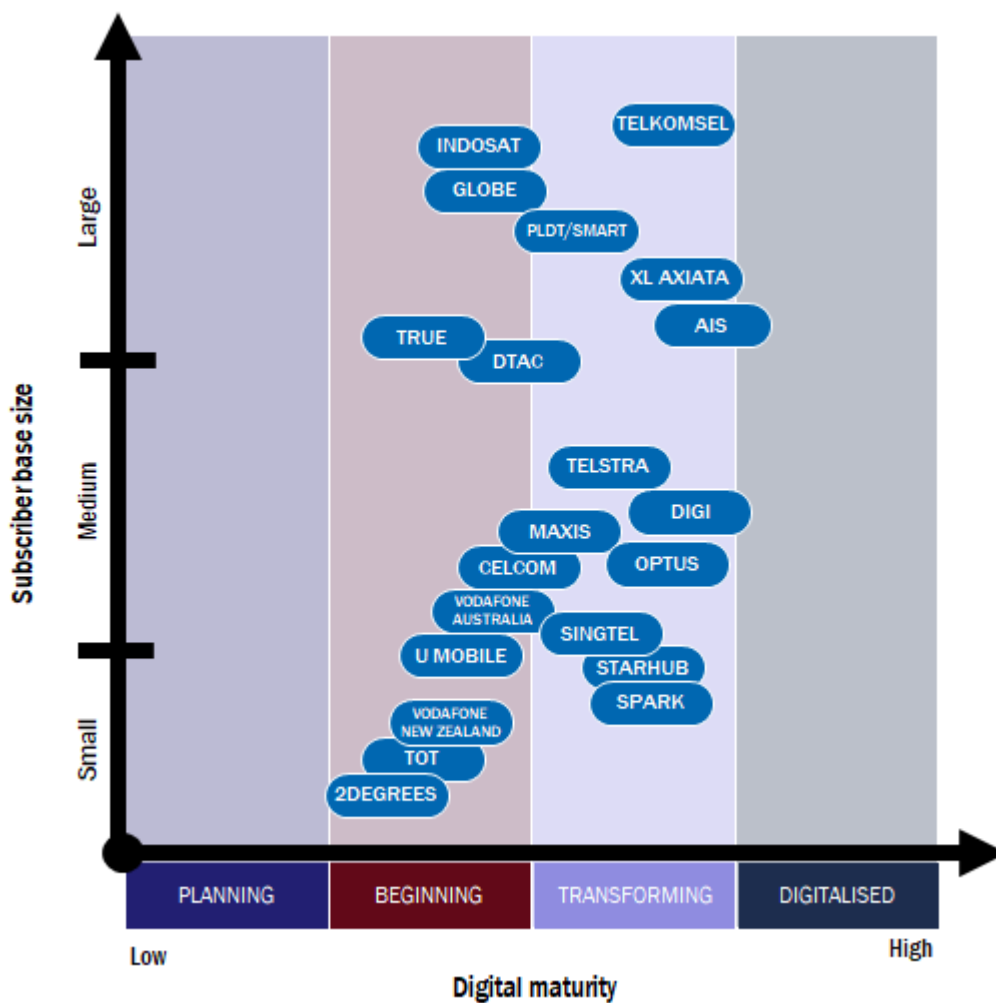 TELKOMSEL
INDOSAT
GLOBE
PLDT/SMART
XL AXIATA
AIS
TRUE
DTAC
TELSTRA
DIGI
MAXIS
OPTUS
CELCOM
VODAFONE
AUSTRALIA
SINGTEL
U MOBILE
STARHUB
SPARK
VODAFONE
NEW ZEALAND
TOT
2DEGREES
Subscriber base size
Large
Medium
Small
PLANNING
BEGINNING
TRANSFORMING
DIGITALISED
Low
High
Digital maturity